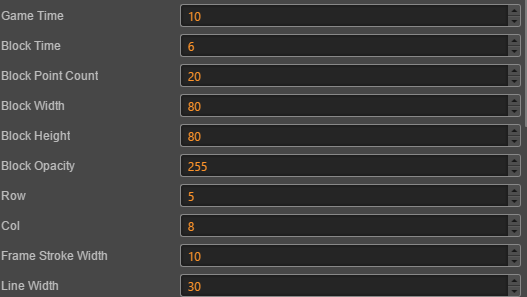 Game Time 10
Block Time 6
Block Point Count 20
Block Width 80
Block Height 80
Block Opacity 255
Row 5
Col 8
Frame Stroke Width 10
Line Width 30